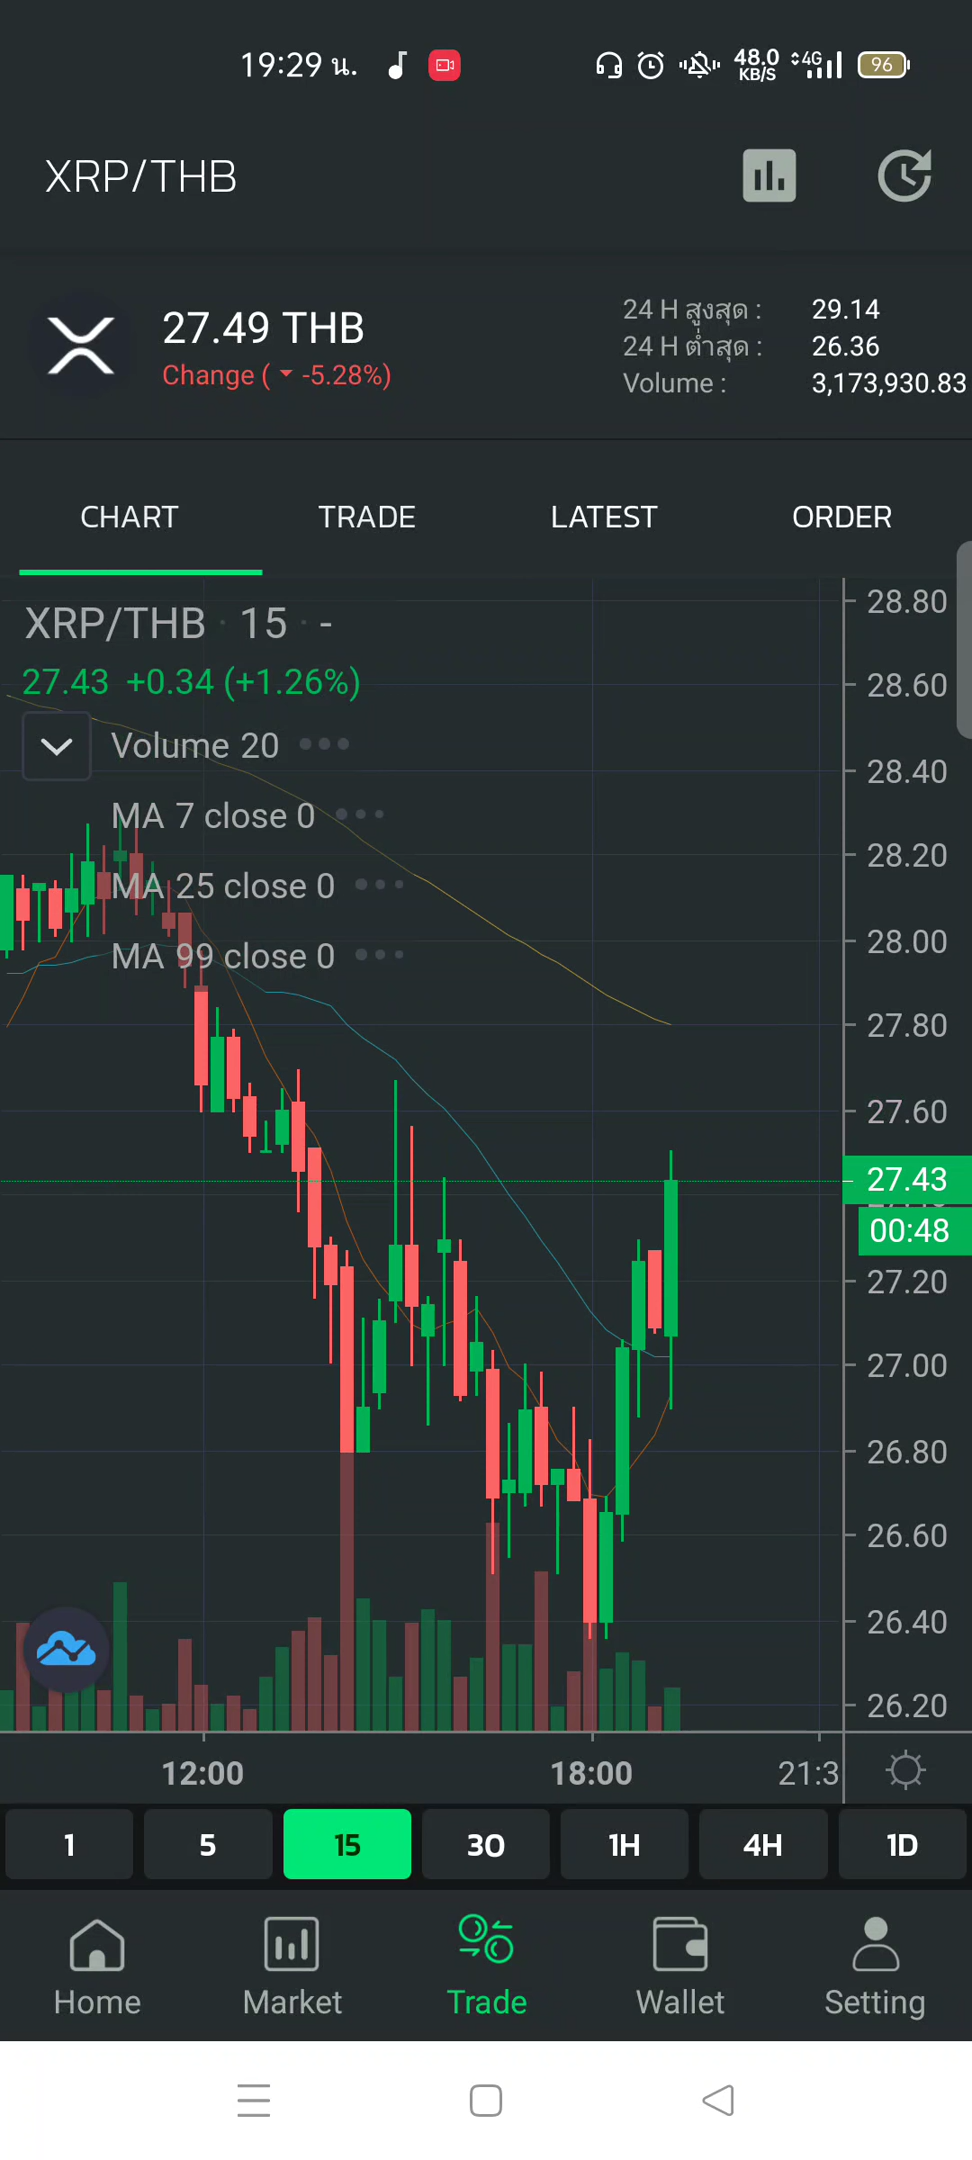 19:29 น.
48.0 KB/S
4G
96
XRP/THB
27.49 THB
Change ( -5.28%)
24 H สูงสุด : 29.14
24 H ต่ำสุด : 26.36
Volume : 3,173,930.83
CHART TRADE LATEST ORDER
XRP/THB · 15 · -
27.43 +0.34 (+1.26%)
Volume 20
MA 7 close 0
MA 25 close 0
MA 99 close 0
28.80
28.60
28.40
28.20
28.00
27.80
27.60
27.43
00:48
27.20
27.00
26.80
26.60
26.40
26.20
12:00 18:00 21:3
1 5 15 30 1H 4H 1D
Home Market Trade Wallet Setting